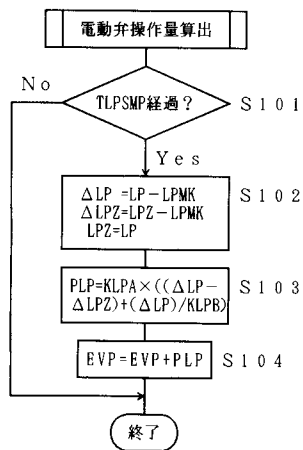 電動弁操作量算出
No
TLPSMP経過？
S101
Yes
ΔLP =LP-LPMK
ΔLPZ=LPZ-LPMK
LPZ=LP
S102
PLP=KLPA×((ΔLP-
ΔLPZ)+(ΔLP)/KLPB)
S103
EVP=EVP+PLP
S104
終了